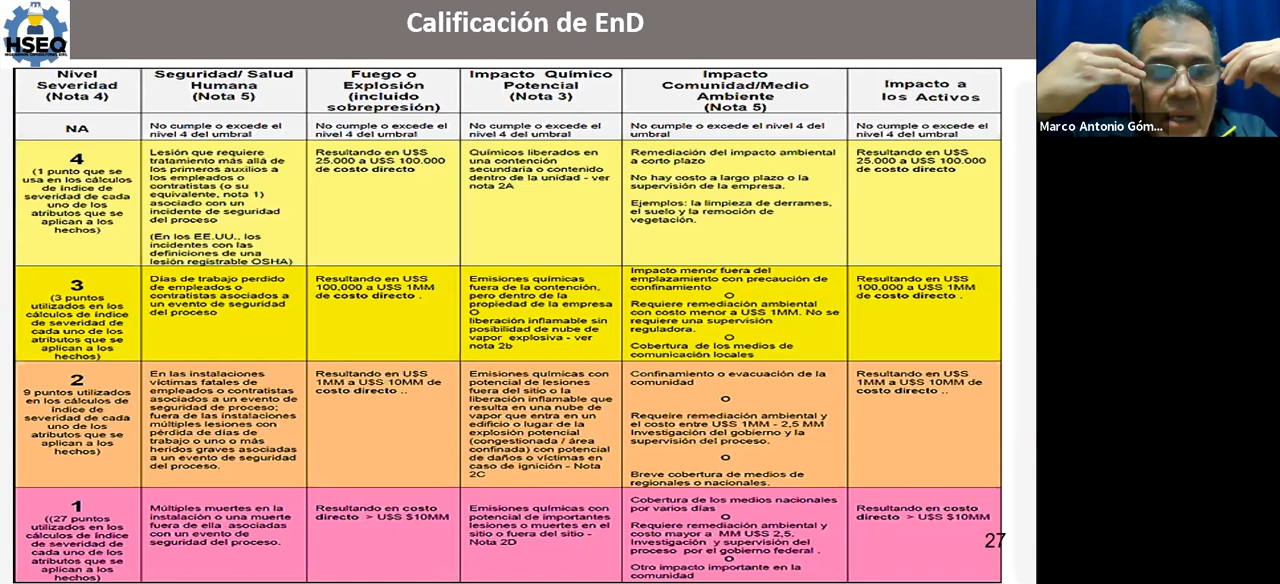 Calificación de EnD
HSEQ
Marco Antonio Góm...
Nivel
Severidad
(Nota 4)
Seguridad/ Salud
Humana
(Nota 5)
Fuego o
Explosión
(incluido
sobrepresión)
Impacto Químico
Potencial
(Nota 3)
Impacto
Comunidad/Medio
Ambiente
(Nota 5)
Impacto a
los Activos
NA
No cumple o excede el
nivel 4 del umbral
No cumple o excede el
nivel 4 del umbral
No cumple o excede el
nivel 4 del umbral
No cumple o excede el nivel 4 del
umbral
No cumple o excede el
nivel 4 del umbral
4
(1 punto que se
usa en los cálculos
de índice de
severidad de cada
uno de los
atributos que se
aplican a los
hechos)
Lesión que requiere
tratamiento más allá de
los primeros auxilios a
los empleados o
contratistas (o su
equivalente, nota 1)
asociado con un
incidente de seguridad
del proceso
(En los EE.UU., los
incidentes con las
definiciones de una
lesión registrable OSHA)
Resultando en U$S
25.000 a U$S 100.000
de costo directo
Químicos liberados en
una contención
secundaria o contenido
dentro de la unidad - ver
nota 2A
Remediación del impacto ambiental
a corto plazo
No hay costo a largo plazo o la
supervisión de la empresa.
Ejemplos: la limpieza de derrames,
el suelo y la remoción de
vegetación.
Resultando en U$S
25.000 a U$S 100.000
de costo directo
3
(3 puntos
utilizados en los
cálculos de índice
de severidad de
cada uno de los
atributos que se
aplican a los
hechos)
Días de trabajo perdido
de empleados o
contratistas asociados a
un evento de seguridad
del proceso
Resultando en U$S
100,000 a U$S 1MM
de costo directo .
Emisiones químicas
fuera de la contención,
pero dentro de la
propiedad de la empresa
O
liberación inflamable sin
posibilidad de nube de
vapor explosiva - ver
nota 2b
Impacto menor fuera del
emplazamiento con precaución de
confinamiento
O
Requiere remediación ambiental
con costo menor a U$S 1MM. No se
requiere una supervisión
reguladora.
O
Cobertura de los medios de
comunicación locales
Resultando en U$S
100,000 a U$S 1MM
de costo directo .
2
9 puntos utilizados
en los cálculos de
índice de
severidad de cada
uno de los
atributos que se
aplican a los
hechos)
En las instalaciones
víctimas fatales de
empleados o contratistas
asociados a un evento de
seguridad de proceso;
fuera de las instalaciones
múltiples lesiones con
pérdida de días de
trabajo o uno o más
heridos graves asociadas
a un evento de seguridad
del proceso.
Resultando en U$S
1MM a U$S 10MM de
costo directo ..
Emisiones químicas con
potencial de lesiones
fuera del sitio o la
liberación inflamable que
resulta en una nube de
vapor que entra en un
edificio o lugar de la
explosión potencial
(congestionada / área
confinada) con potencial
de daños o víctimas en
caso de ignición - Nota
2C
Confinamiento o evacuación de la
comunidad
O
Requeire remediación ambiental y
el costo entre U$S 1MM - 2,5 MM
Investigación del gobierno y la
supervisión del proceso.
O
Breve cobertura de medios de
regionales o nacionales.
Resultando en U$S
1MM a U$S 10MM de
costo directo ..
1
((27 puntos
utilizados en los
cálculos de índice
de severidad de
cada uno de los
atributos que se
aplican a los
hechos)
Múltiples muertes en la
instalación o una muerte
fuera de ella asociadas
con un evento de
seguridad del proceso.
Resultando en costo
directo > U$S $10MM
Emisiones químicas con
potencial de importantes
lesiones o muertes en el
sitio o fuera del sitio -
Nota 2D
Cobertura de los medios nacionales
por varios días
O
Requiere remediación ambiental y
costo mayor a MM U$S 2,5.
Investigación y supervisión del
proceso por el gobierno federal .
O
Otro impacto importante en la
comunidad
Resultando en costo
directo > U$S $10MM
27